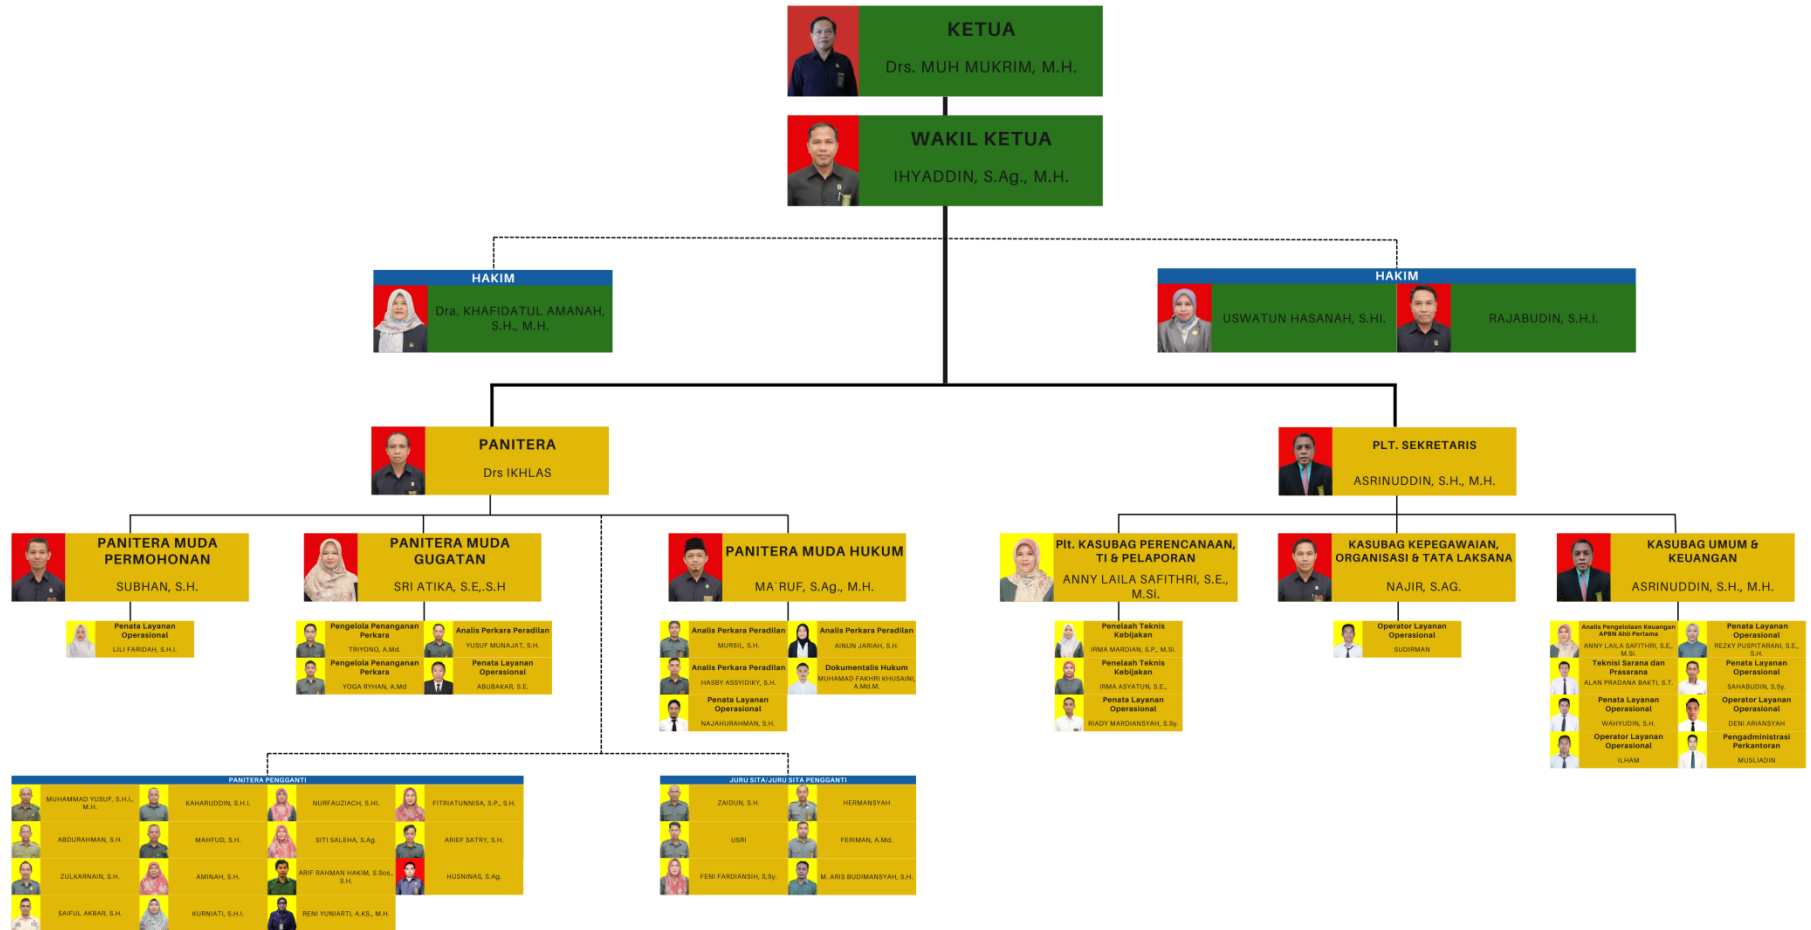 KETUA
Drs. MUH MUKRIM, M.H.
WAKIL KETUA
IHYADDIN, S.Ag., M.H.
HAKIM
Dra. KHAFIDATUL AMANAH,
S.H., M.H.
HAKIM
USWATUN HASANAH, S.HI.
RAJABUDIN, S.H.I.
PANITERA
Drs IKHLAS
PLT. SEKRETARIS
ASRINUDDIN, S.H., M.H.
PANITERA MUDA
PERMOHONAN
SUBHAN, S.H.
PANITERA MUDA
GUGATAN
SRI ATIKA, S.E,.S.H
PANITERA MUDA HUKUM
MA`RUF, S.Ag., M.H.
Plt. KASUBAG PERENCANAAN,
TI & PELAPORAN
ANNY LAILA SAFITHRI, S.E.,
M.Si.
KASUBAG KEPEGAWAIAN,
ORGANISASI & TATA LAKSANA
NAJIR, S.AG.
KASUBAG UMUM &
KEUANGAN
ASRINUDDIN, S.H., M.H.
Penata Layanan
Operasional
LILI FARIDAH, S.H.I.
Pengelola Penanganan
Perkara
TRIYONO, A.Md.
Analis Perkara Peradilan
YUSUF MUNAJAT, S.H.
Pengelola Penanganan
Perkara
YOGA RYHAN, A.Md
Penata Layanan
Operasional
ABUBAKAR, S.E.
Analis Perkara Peradilan
MURSIL, S.H.
Analis Perkara Peradilan
AINUN JARIAH, S.H.
Analis Perkara Peradilan
HASBY ASSYIDIKY, S.H.
Dokumentalis Hukum
MUHAMAD FAKHRI KHUSAINI,
A.Md.M.
Penata Layanan
Operasional
NAJAHURAHMAN, S.H.
Penelaah Teknis
Kebijakan
IRMA MARDIAN, S.P., M.Si.
Penelaah Teknis
Kebijakan
IRMA ASYATUN, S.E.,
Penata Layanan
Operasional
RIADY MARDIANSYAH, S.Sy.
Operator Layanan
Operasional
SUDIRMAN
Analis Pengelolaan Keuangan
APBN Ahli Pertama
ANNY LAILA SAFITHRI, S.E.,
M.Si.
Penata Layanan
Operasional
REZKY PUSPITARANI, S.E.,
S.H.
Teknisi Sarana dan
Prasarana
ALAN PRADANA BAKTI, S.T.
Penata Layanan
Operasional
SAHABUDIN, S.Sy.
Penata Layanan
Operasional
WAHYUDIN, S.H.
Operator Layanan
Operasional
DENI ARIANSYAH
Operator Layanan
Operasional
ILHAM
Pengadministrasi
Perkantoran
MUSLIADIN
PANITERA PENGGANTI
MUHAMMAD YUSUF, S.H.I.,
M.H.
KAHARUDDIN, S.H.I.
NURFAUZIACH, S.HI.
FITRIATUNNISA, S.P., S.H.
ABDURAHMAN, S.H.
MAHFUD, S.H.
SITI SALEHA, S.Ag.
ARIEF SATRY, S.H.
ZULKARNAIN, S.H.
AMINAH, S.H.
ARIF RAHMAN HAKIM, S.Sos.,
S.H.
HUSNINAS, S.Ag.
SAIFUL AKBAR, S.H.
KURNIATI, S.H.I.
RENI YUNIARTI, A.KS., M.H.
JURU SITA/JURU SITA PENGGANTI
ZAIDUN, S.H.
HERMANSYAH
USRI
FERIMAN, A.Md.
FENI FARDIANSIH, S,Sy.
M. ARIS BUDIMANSYAH, S.H.